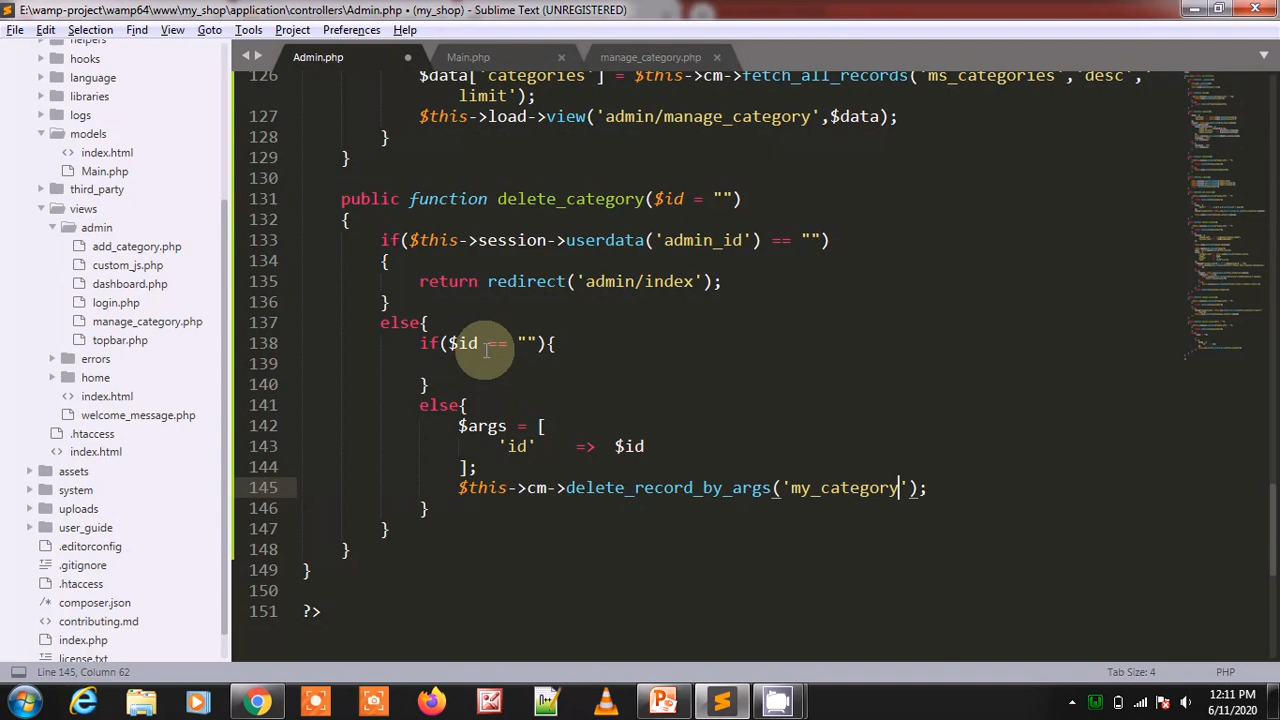 E:\wamp-project\wamp64\www\my_shop\application\controllers\Admin.php • (my_shop) - Sublime Text (UNREGISTERED)
File Edit Selection Find View Goto Tools Project Preferences Help
Admin.php Main.php manage_category.php
helpers
hooks
language
libraries
logs
models
index.html
Main.php
third_party
views
admin
add_category.php
custom_js.php
dashboard.php
login.php
manage_category.php
topbar.php
errors
home
index.html
welcome_message.php
.htaccess
index.html
assets
system
uploads
user_guide
.editorconfig
.gitignore
.htaccess
composer.json
contributing.md
index.php
license.txt
126 $data['categories'] = $this->cm->fetch_all_records('ms_categories','desc','
limit');
127 $this->load->view('admin/manage_category',$data);
128 }
129 }
130
131 public function delete_category($id = "")
132 {
133 if($this->session->userdata('admin_id') == "")
134 {
135 return redirect('admin/index');
136 }
137 else{
138 if($id == ""){
139
140 }
141 else{
142 $args = [
143 'id' => $id
144 ];
145 $this->cm->delete_record_by_args('my_category');
146 }
147 }
148 }
149 }
150
151 ?>
Line 145, Column 62 Tab Size: 4 PHP
12:11 PM
6/11/2020